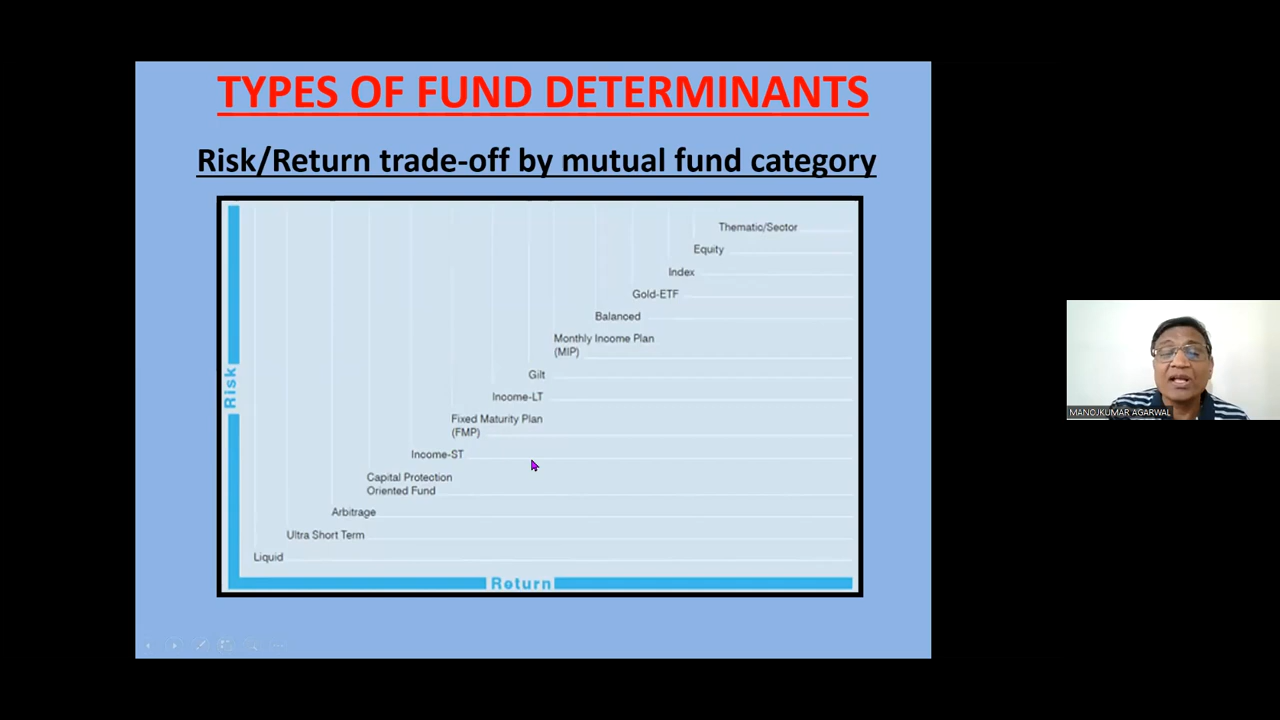 TYPES OF FUND DETERMINANTS
Risk/Return trade-off by mutual fund category
Thematic/Sector
Equity
Index
Gold-ETF
Balanced
Monthly Income Plan
(MIP)
Gilt
Income-LT
Fixed Maturity Plan
(FMP)
Income-ST
Capital Protection
Oriented Fund
Arbitrage
Ultra Short Term
Liquid
Risk
Return
MANOJKUMAR AGARWAL